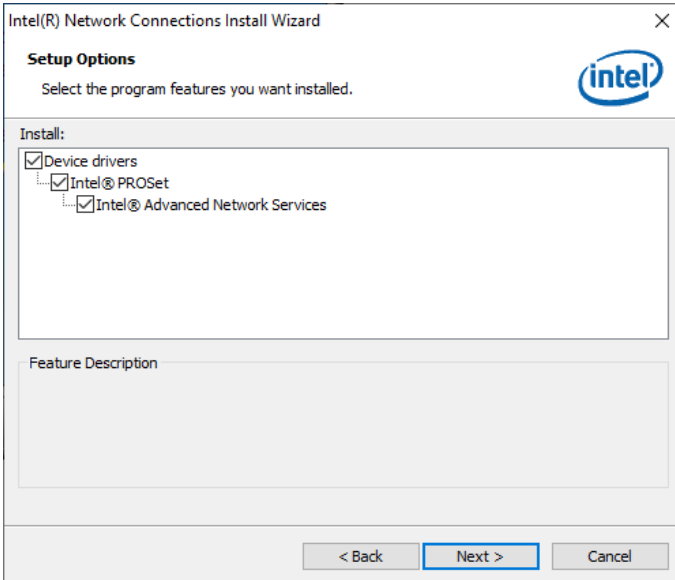 Intel(R) Network Connections Install Wizard
Setup Options
Select the program features you want installed.
intel
Install:
Device drivers
Intel® PROSet
Intel® Advanced Network Services
Feature Description
< Back
Next >
Cancel